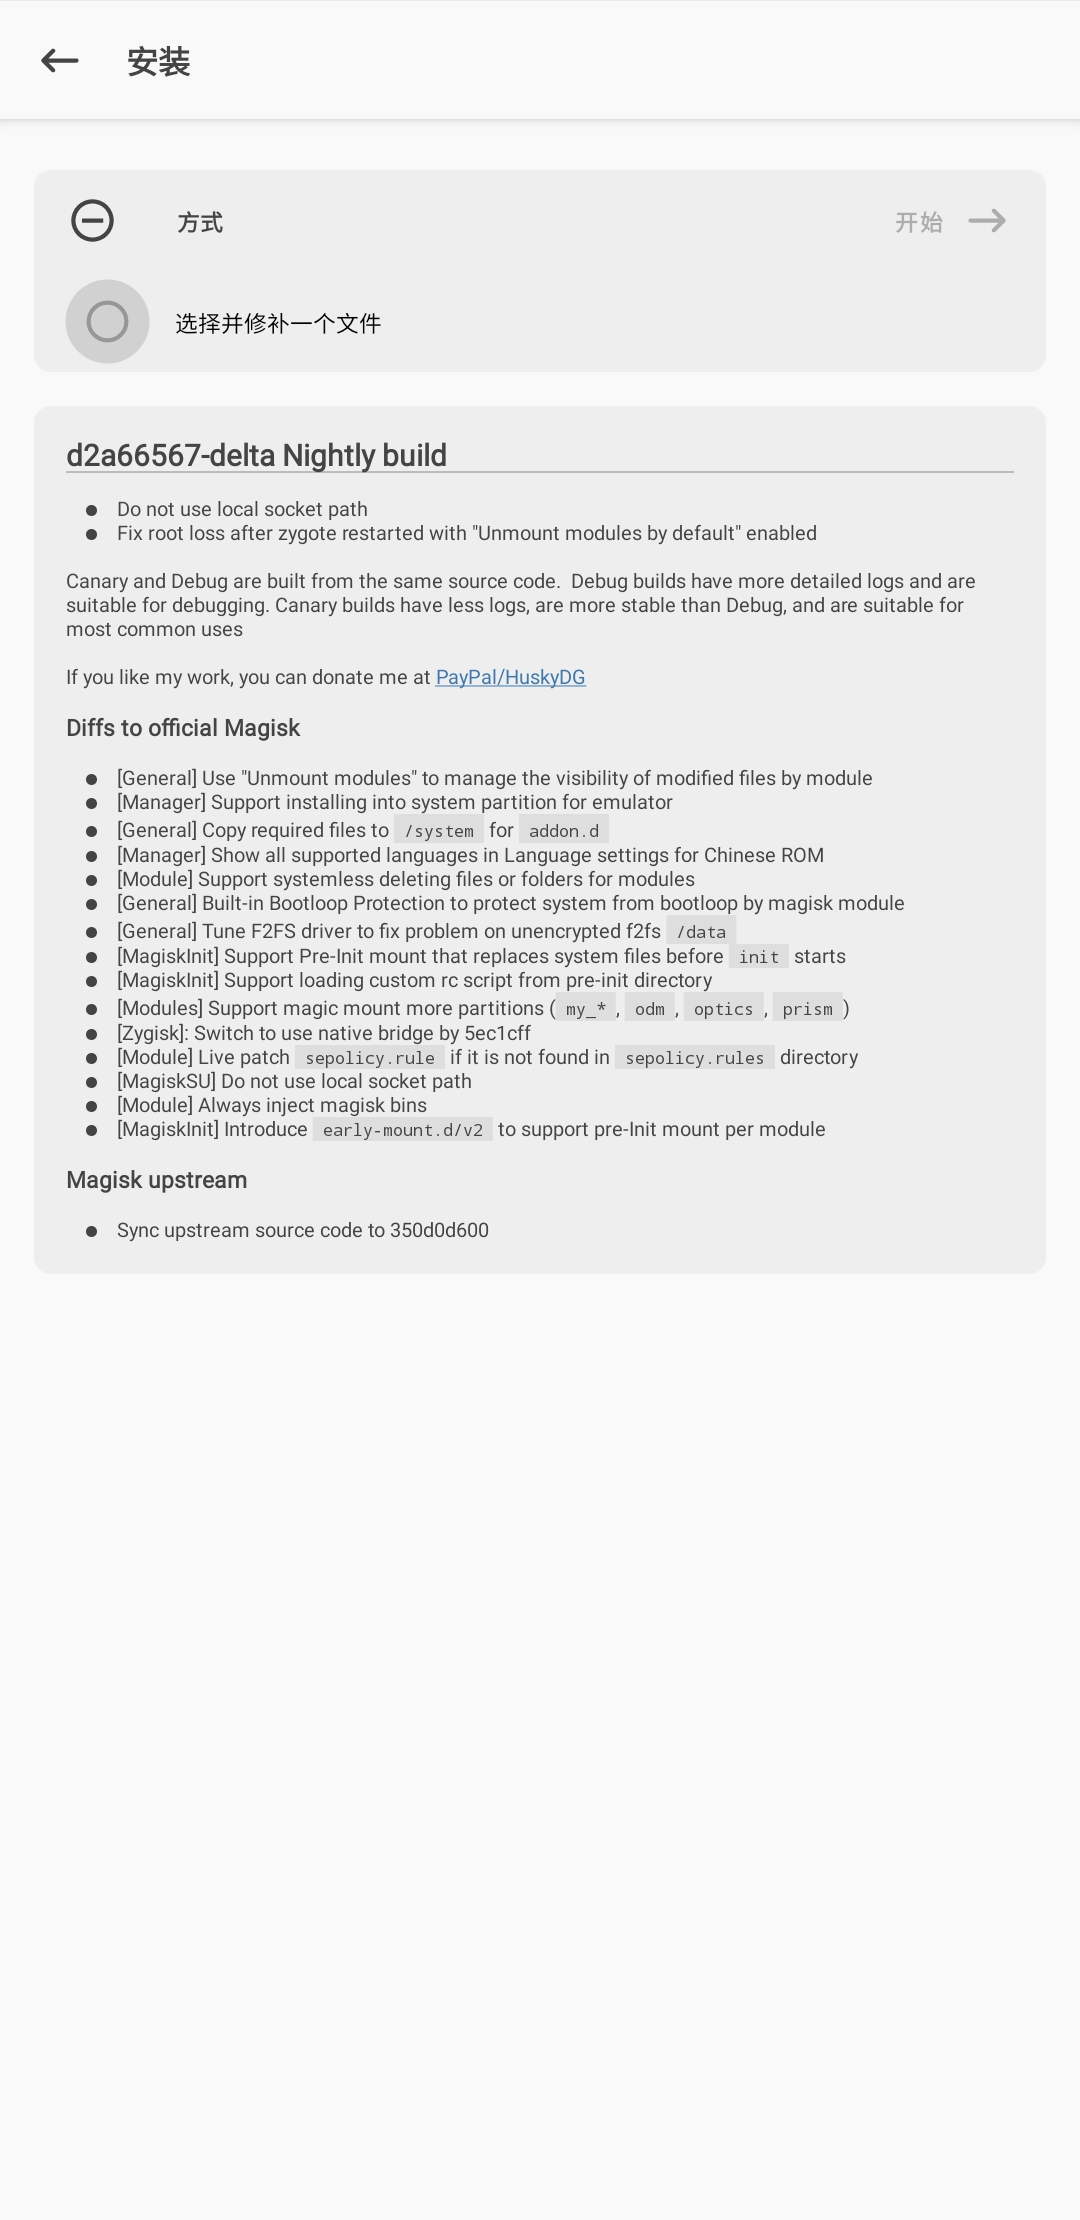 安装
方式
开始
选择并修补一个文件
d2a66567-delta Nightly build
Do not use local socket path
Fix root loss after zygote restarted with "Unmount modules by default" enabled
Canary and Debug are built from the same source code.  Debug builds have more detailed logs and are
suitable for debugging. Canary builds have less logs, are more stable than Debug, and are suitable for
most common uses
If you like my work, you can donate me at PayPal/HuskyDG
Diffs to official Magisk
[General] Use "Unmount modules" to manage the visibility of modified files by module
[Manager] Support installing into system partition for emulator
[General] Copy required files to /system for addon.d
[Manager] Show all supported languages in Language settings for Chinese ROM
[Module] Support systemless deleting files or folders for modules
[General] Built-in Bootloop Protection to protect system from bootloop by magisk module
[General] Tune F2FS driver to fix problem on unencrypted f2fs /data
[MagiskInit] Support Pre-Init mount that replaces system files before init starts
[MagiskInit] Support loading custom rc script from pre-init directory
[Modules] Support magic mount more partitions ( my_* , odm , optics , prism )
[Zygisk]: Switch to use native bridge by 5ec1cff
[Module] Live patch sepolicy.rule if it is not found in sepolicy.rules directory
[MagiskSU] Do not use local socket path
[Module] Always inject magisk bins
[MagiskInit] Introduce early-mount.d/v2 to support pre-Init mount per module
Magisk upstream
Sync upstream source code to 350d0d600